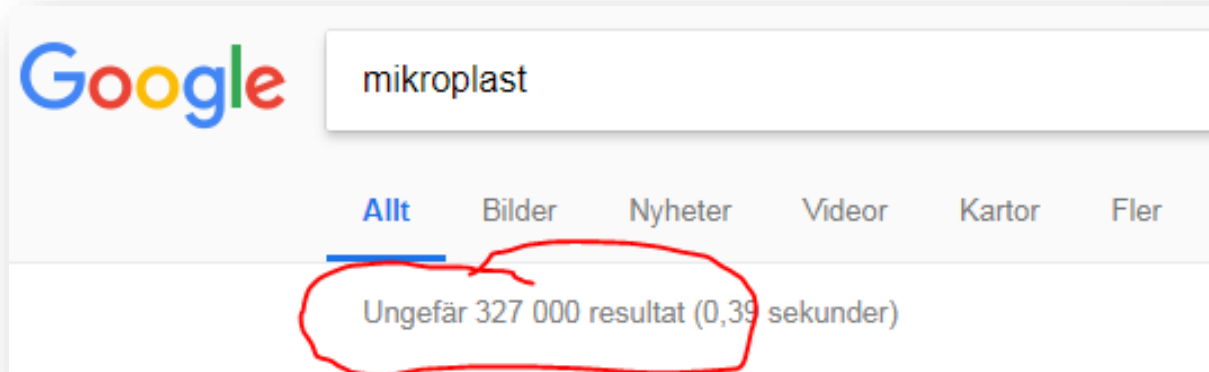 Google mikroplast
Allt Bilder Nyheter Videor Kartor Fler
Ungefär 327 000 resultat (0,39 sekunder)